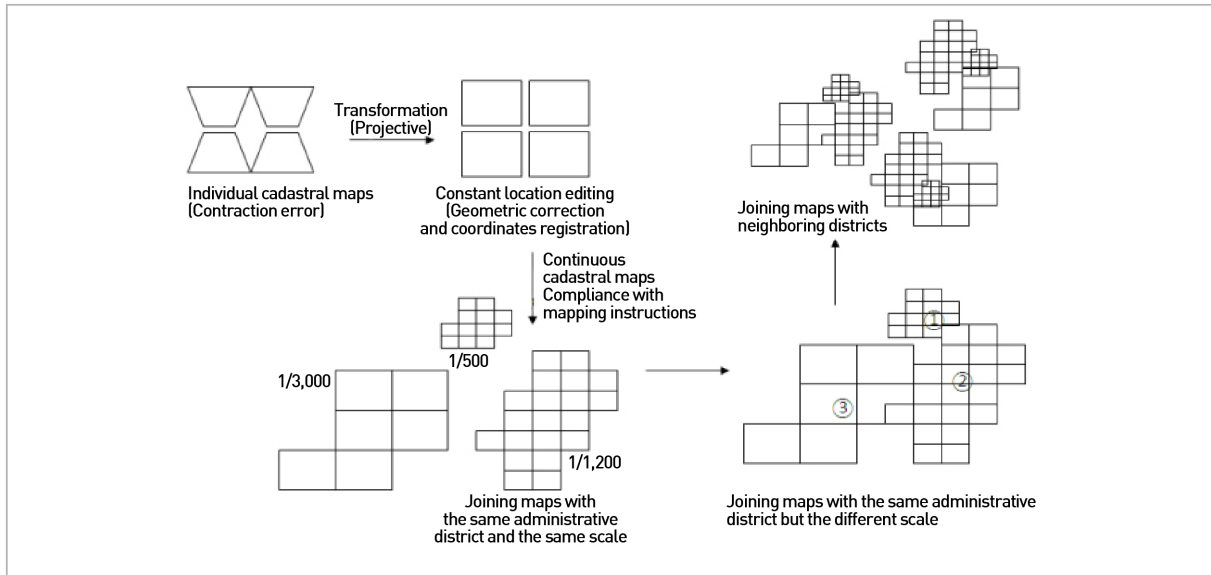 Transformation
(Projective)
Individual cadastral maps
(Contraction error)
Constant location editing
(Geometric correction
and coordinates registration)
Continuous
cadastral maps
Compliance with
mapping instructions
1/500
1/3,000
1/1,200
Joining maps with
the same administrative
district and the same scale
①
②
③
Joining maps with the same administrative
district but the different scale
Joining maps with
neighboring districts